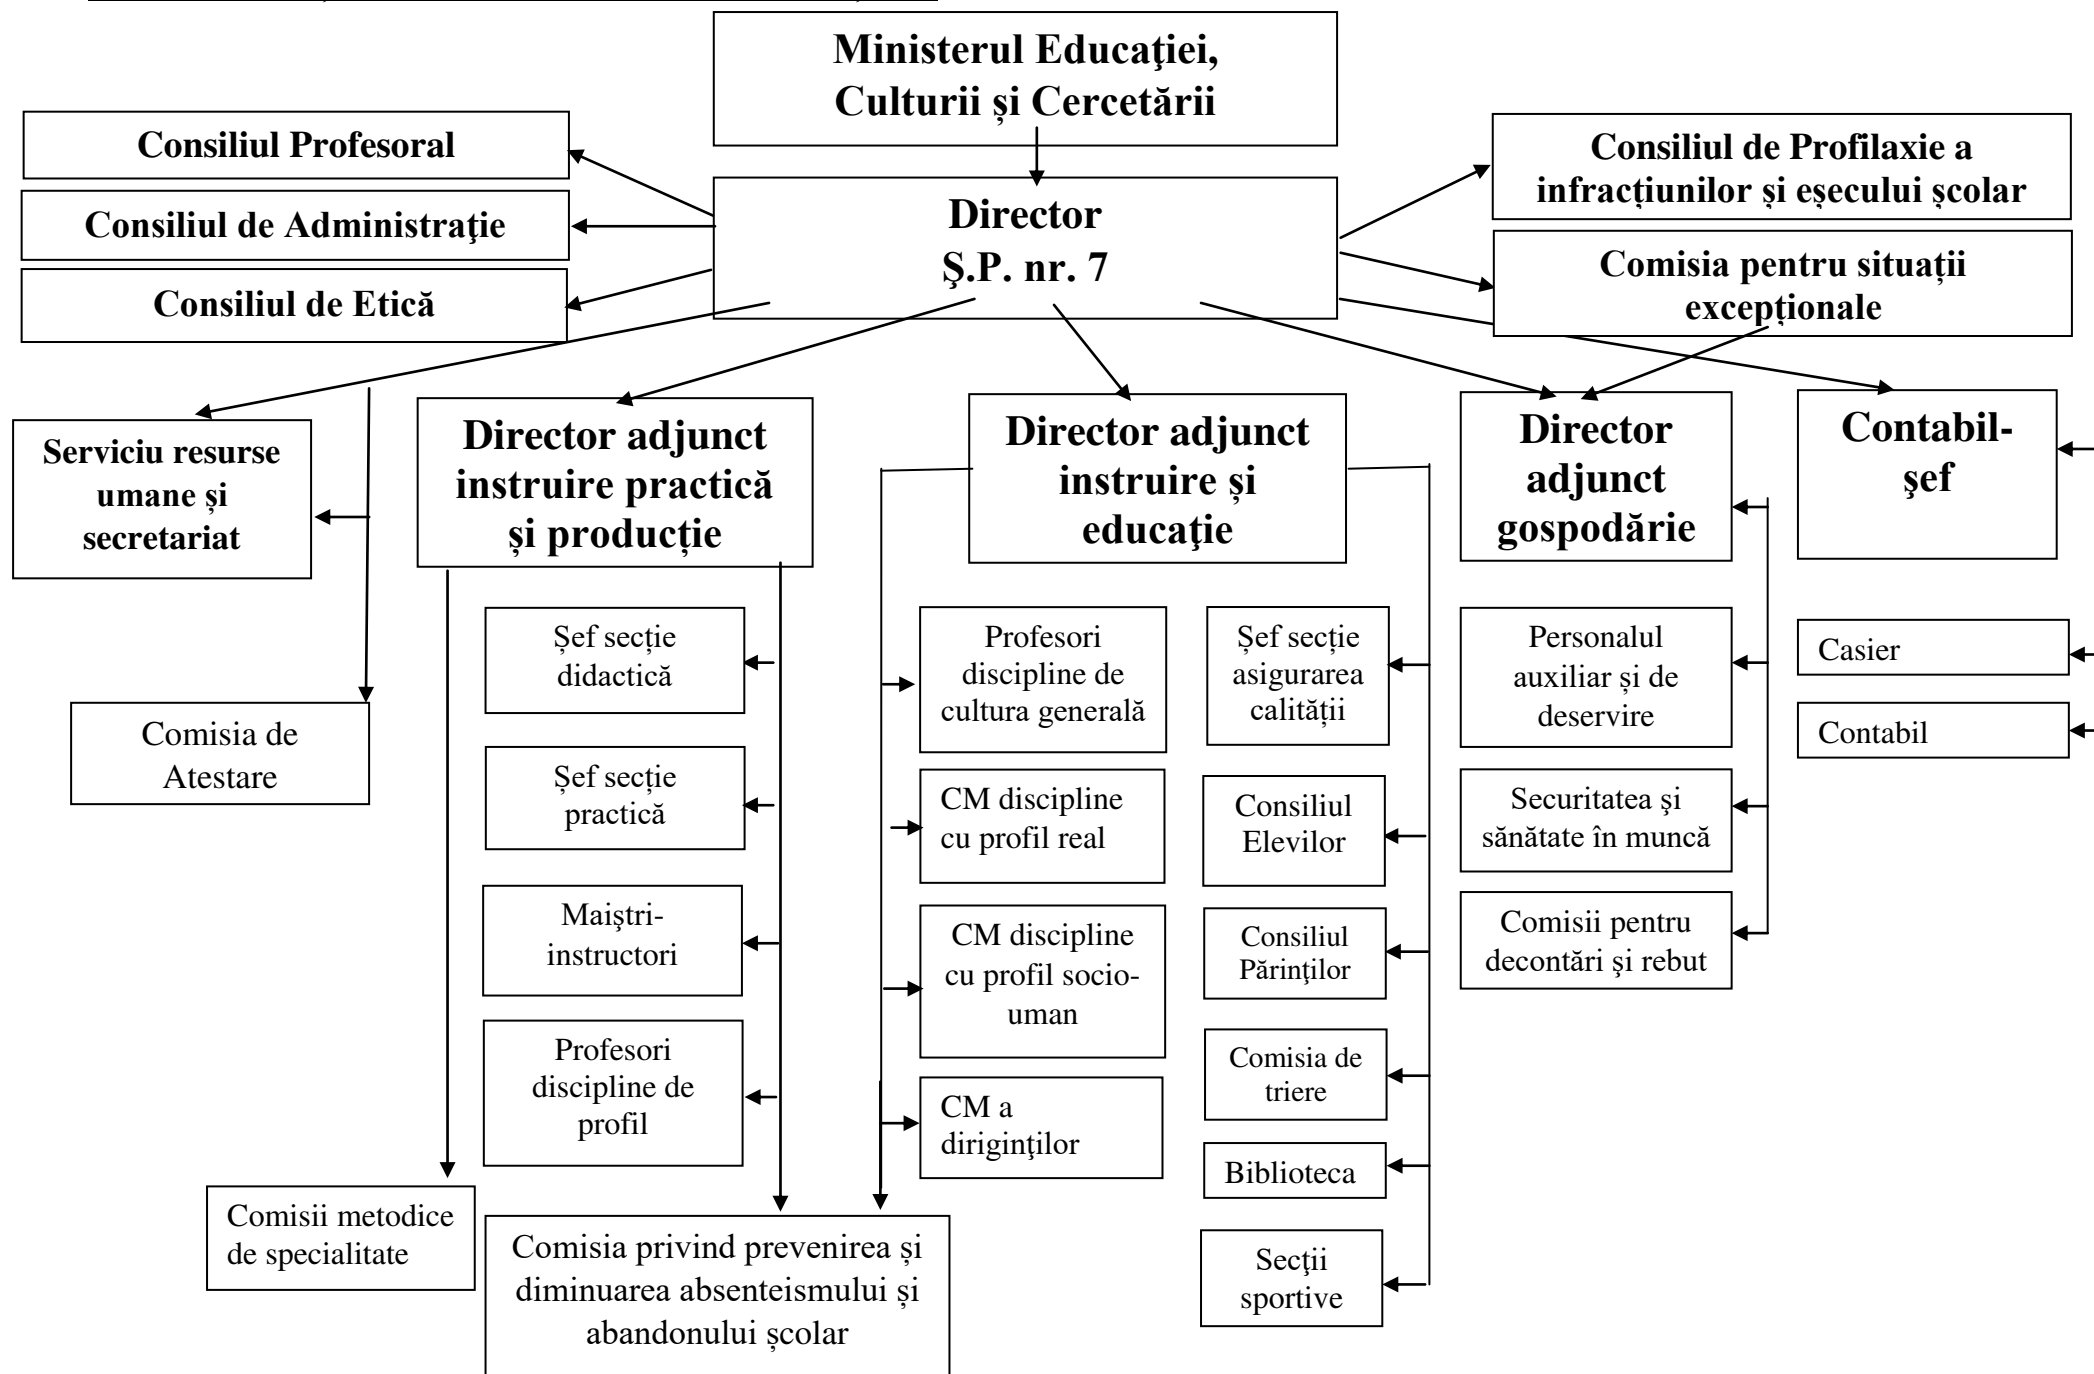 Ministerul Educaţiei,
Culturii și Cercetării
Consiliul Profesoral
Consiliul de Administraţie
Consiliul de Etică
Director
Ş.P. nr. 7
Consiliul de Profilaxie a
infracțiunilor și eșecului școlar
Comisia pentru situații
excepționale
Serviciu resurse
umane și
secretariat
Director adjunct
instruire practică
și producție
Director adjunct
instruire și
educaţie
Director
adjunct
gospodărie
Contabil-
şef
Comisia de
Atestare
Șef secție
didactică
Șef secție
practică
Maiştri-
instructori
Profesori
discipline de
profil
Comisii metodice
de specialitate
Comisia privind prevenirea și
diminuarea absenteismului și
abandonului școlar
Profesori
discipline de
cultura generală
CM discipline
cu profil real
CM discipline
cu profil socio-
uman
CM a
diriginţilor
Șef secție
asigurarea
calității
Consiliul
Elevilor
Consiliul
Părinţilor
Comisia de
triere
Biblioteca
Secţii
sportive
Personalul
auxiliar și de
deservire
Securitatea şi
sănătate în muncă
Comisii pentru
decontări şi rebut
Casier
Contabil